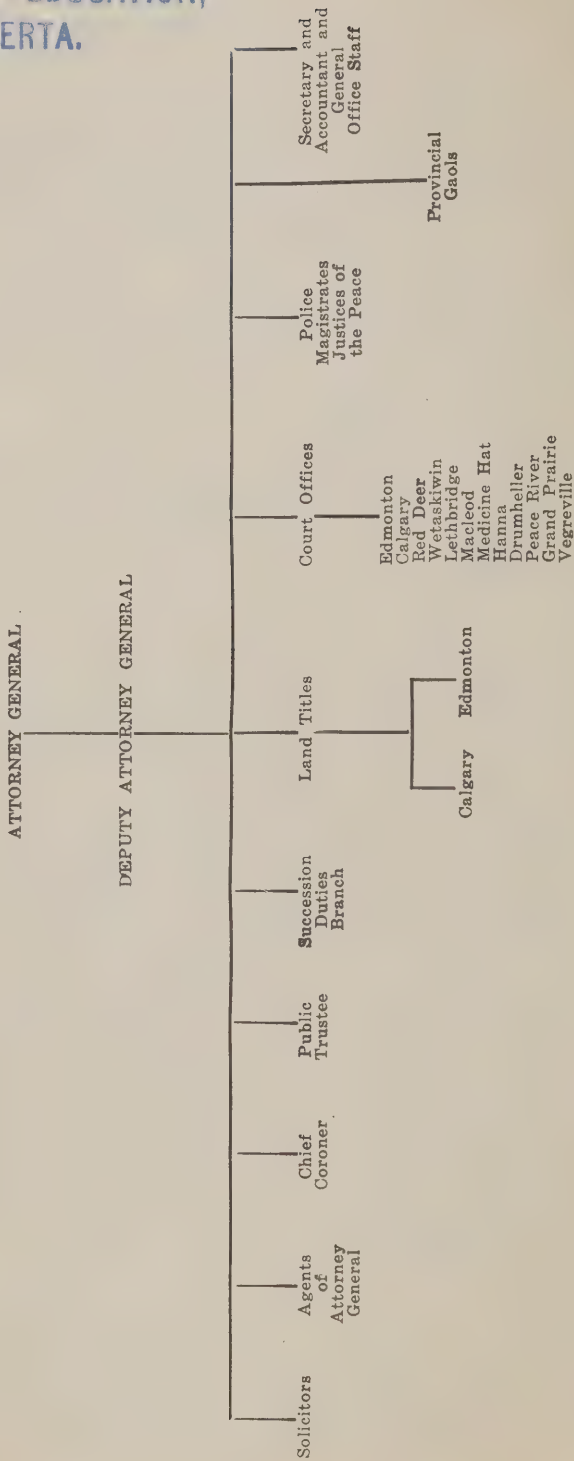 ERTA.
ATTORNEY GENERAL
DEPUTY ATTORNEY GENERAL
Solicitors
Agents
of
Attorney
General
Chief
Coroner
Public
Trustee
Succession
Duties
Branch
Land Titles
Calgary
Edmonton
Court Offices
Edmonton
Calgary
Red Deer
Wetaskiwin
Lethbridge
Macleod
Medicine Hat
Hanna
Drumheller
Peace River
Grand Prairie
Vegreville
Police
Magistrates
Justices of
the Peace
Provincial
Gaols
Secretary and
Accountant and
General
Office Staff